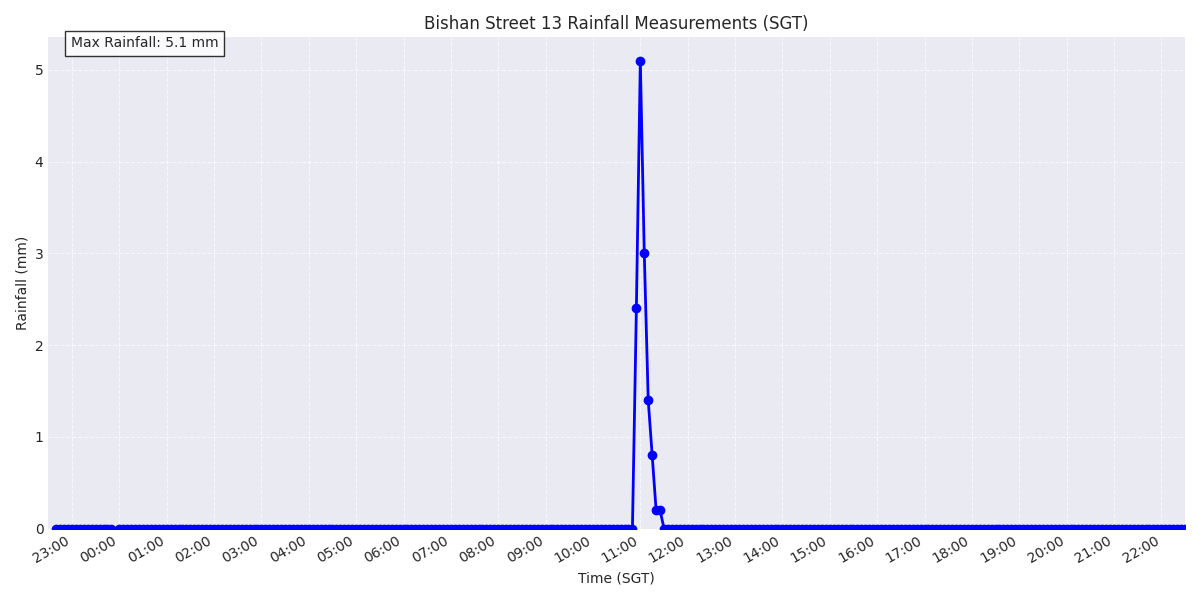 Bishan Street 13 Rainfall Measurements (SGT)
Max Rainfall: 5.1 mm
Rainfall (mm)
5
4
3
2
1
0
23:00 00:00 01:00 02:00 03:00 04:00 05:00 06:00 07:00 08:00 09:00 10:00 11:00 12:00 13:00 14:00 15:00 16:00 17:00 18:00 19:00 20:00 21:00 22:00
Time (SGT)